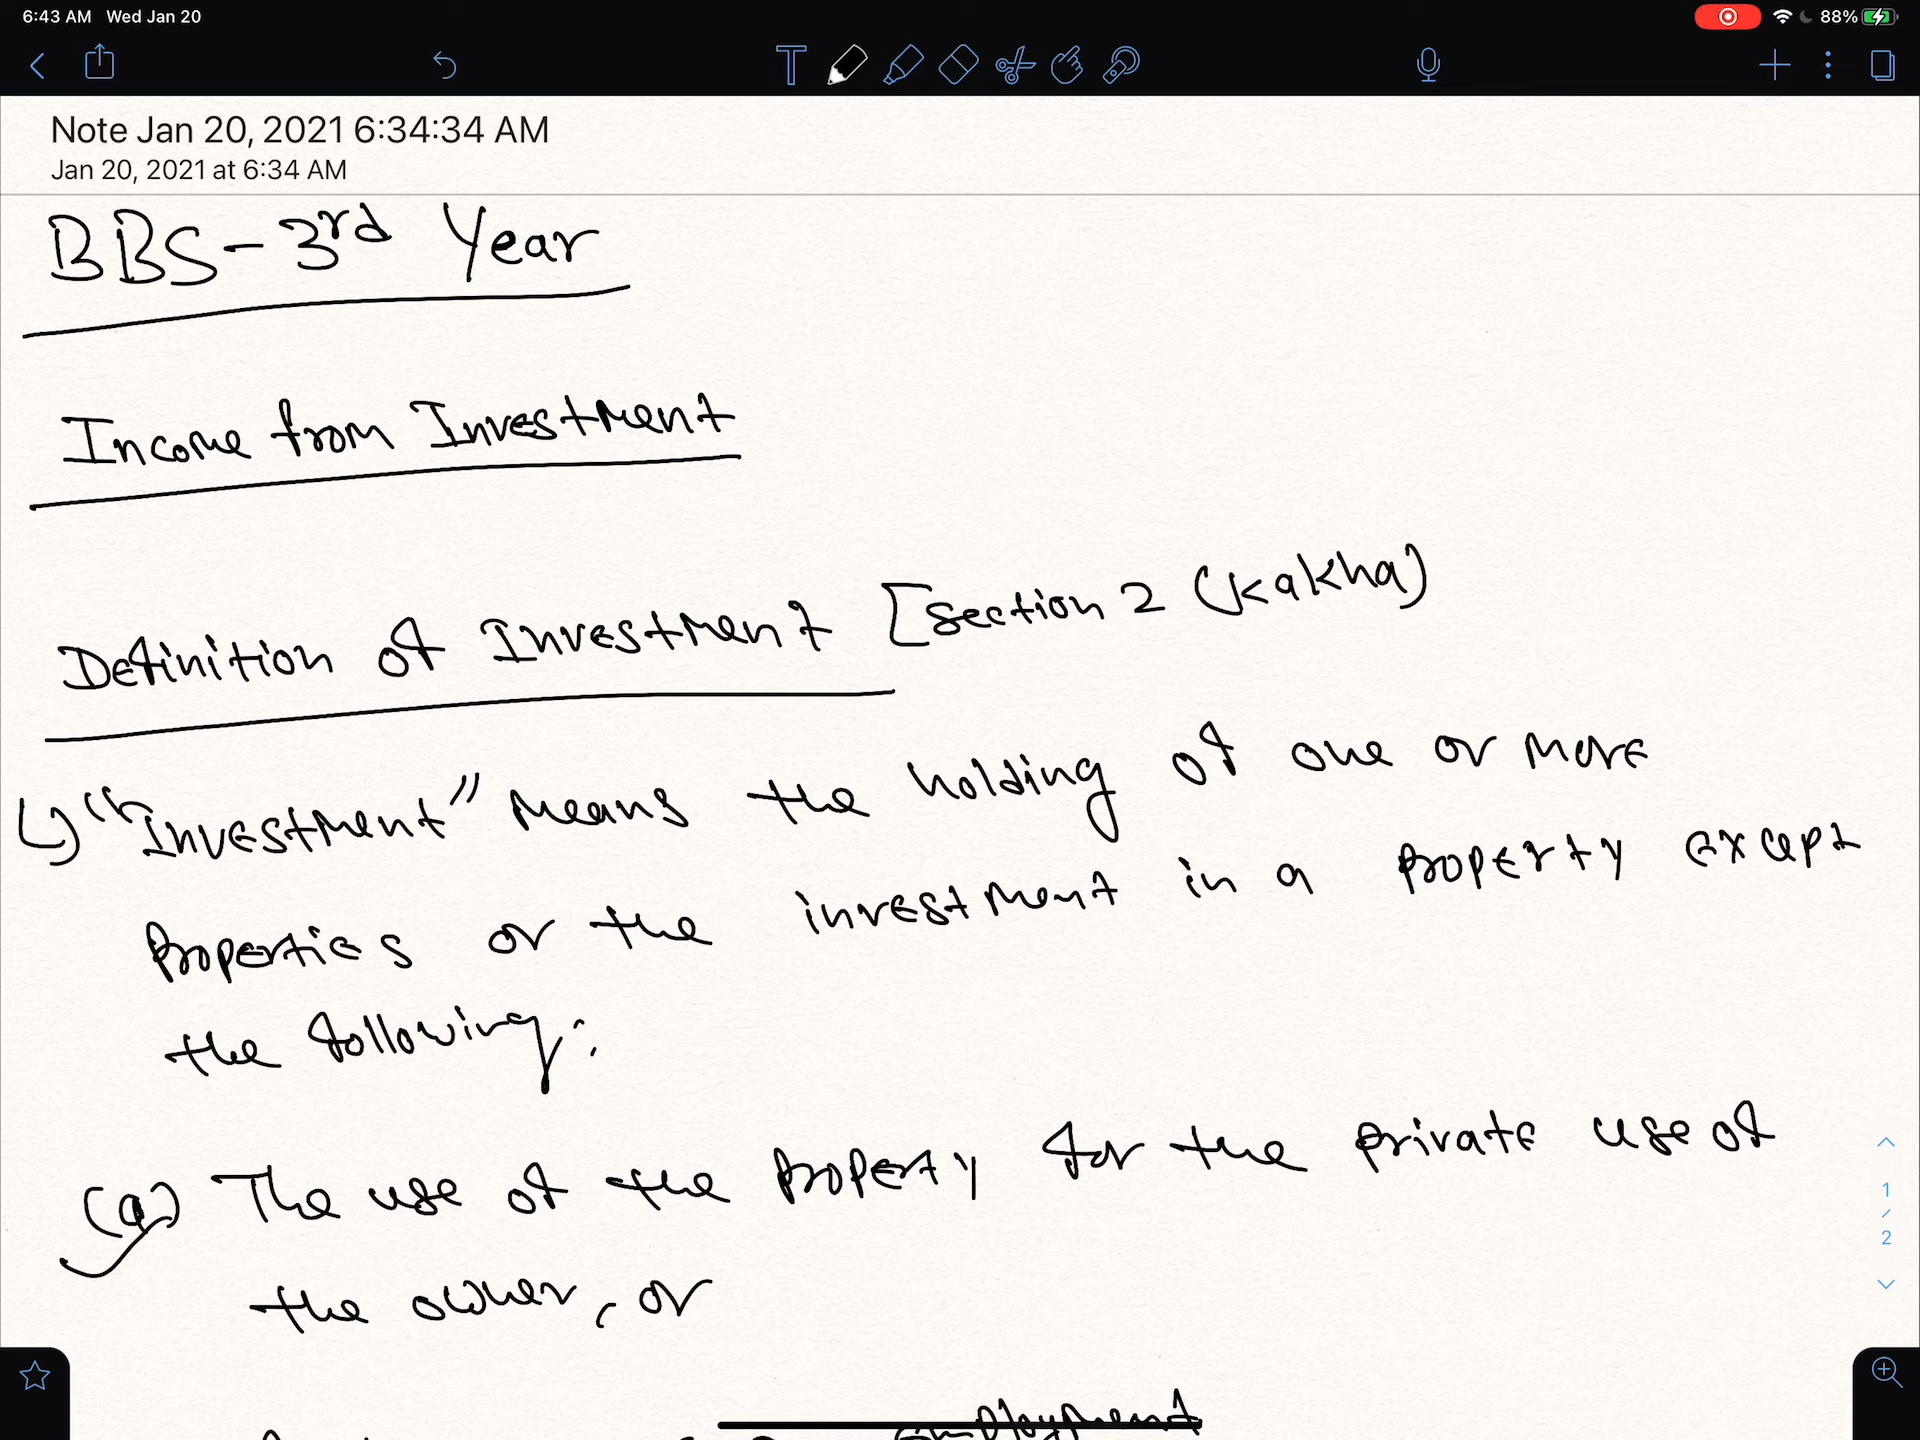 6:43 AM Wed Jan 20
88%
Note Jan 20, 2021 6:34:34 AM
Jan 20, 2021 at 6:34 AM
BBS-3rd Year
Income from Investment
Definition of Investment [Section 2 (Kakha)
"Investment" means the holding of one or more
properties or the investment in a property except
the following:
(a) The use of the property for the private use of
the owner, or
employment
1
/
2